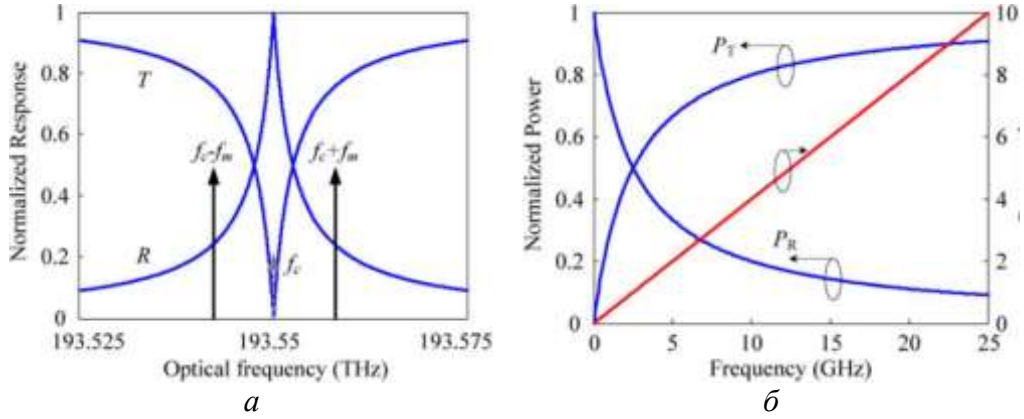 1
0.8
0.6
0.4
0.2
0
Normalized Response
T
R
f_c-f_m
f_c+f_m
f_c
193.525
193.55
193.575
Optical frequency (THz)
а
1
0.8
0.6
0.4
0.2
0
Normalized Power
P_T
P_R
10
8
6
4
2
0
0
5
10
15
20
25
Frequency (GHz)
б